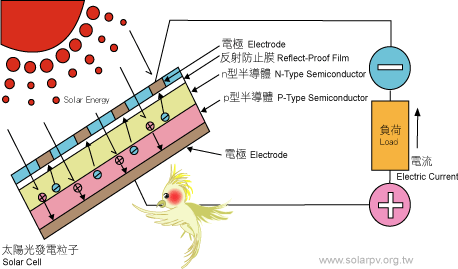 電極 Electrode
反射防止膜 Reflect-Proof Film
n型半導體 N-Type Semiconductor
Solar Energy
p型半導體 P-Type Semiconductor
負荷
Load
電極 Electrode
電流
Electric Current
太陽光發電粒子
Solar Cell
www.solarpv.org.tw